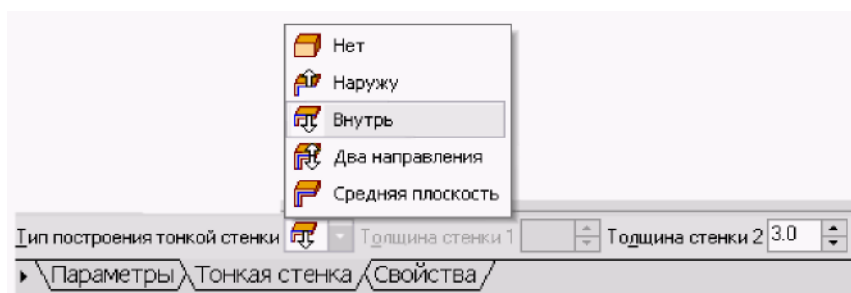 Нет
Наружу
Внутрь
Два направления
Средняя плоскость
Тип построения тонкой стенки Толщина стенки 1 Толщина стенки 2 3.0
Параметры Тонкая стенка Свойства